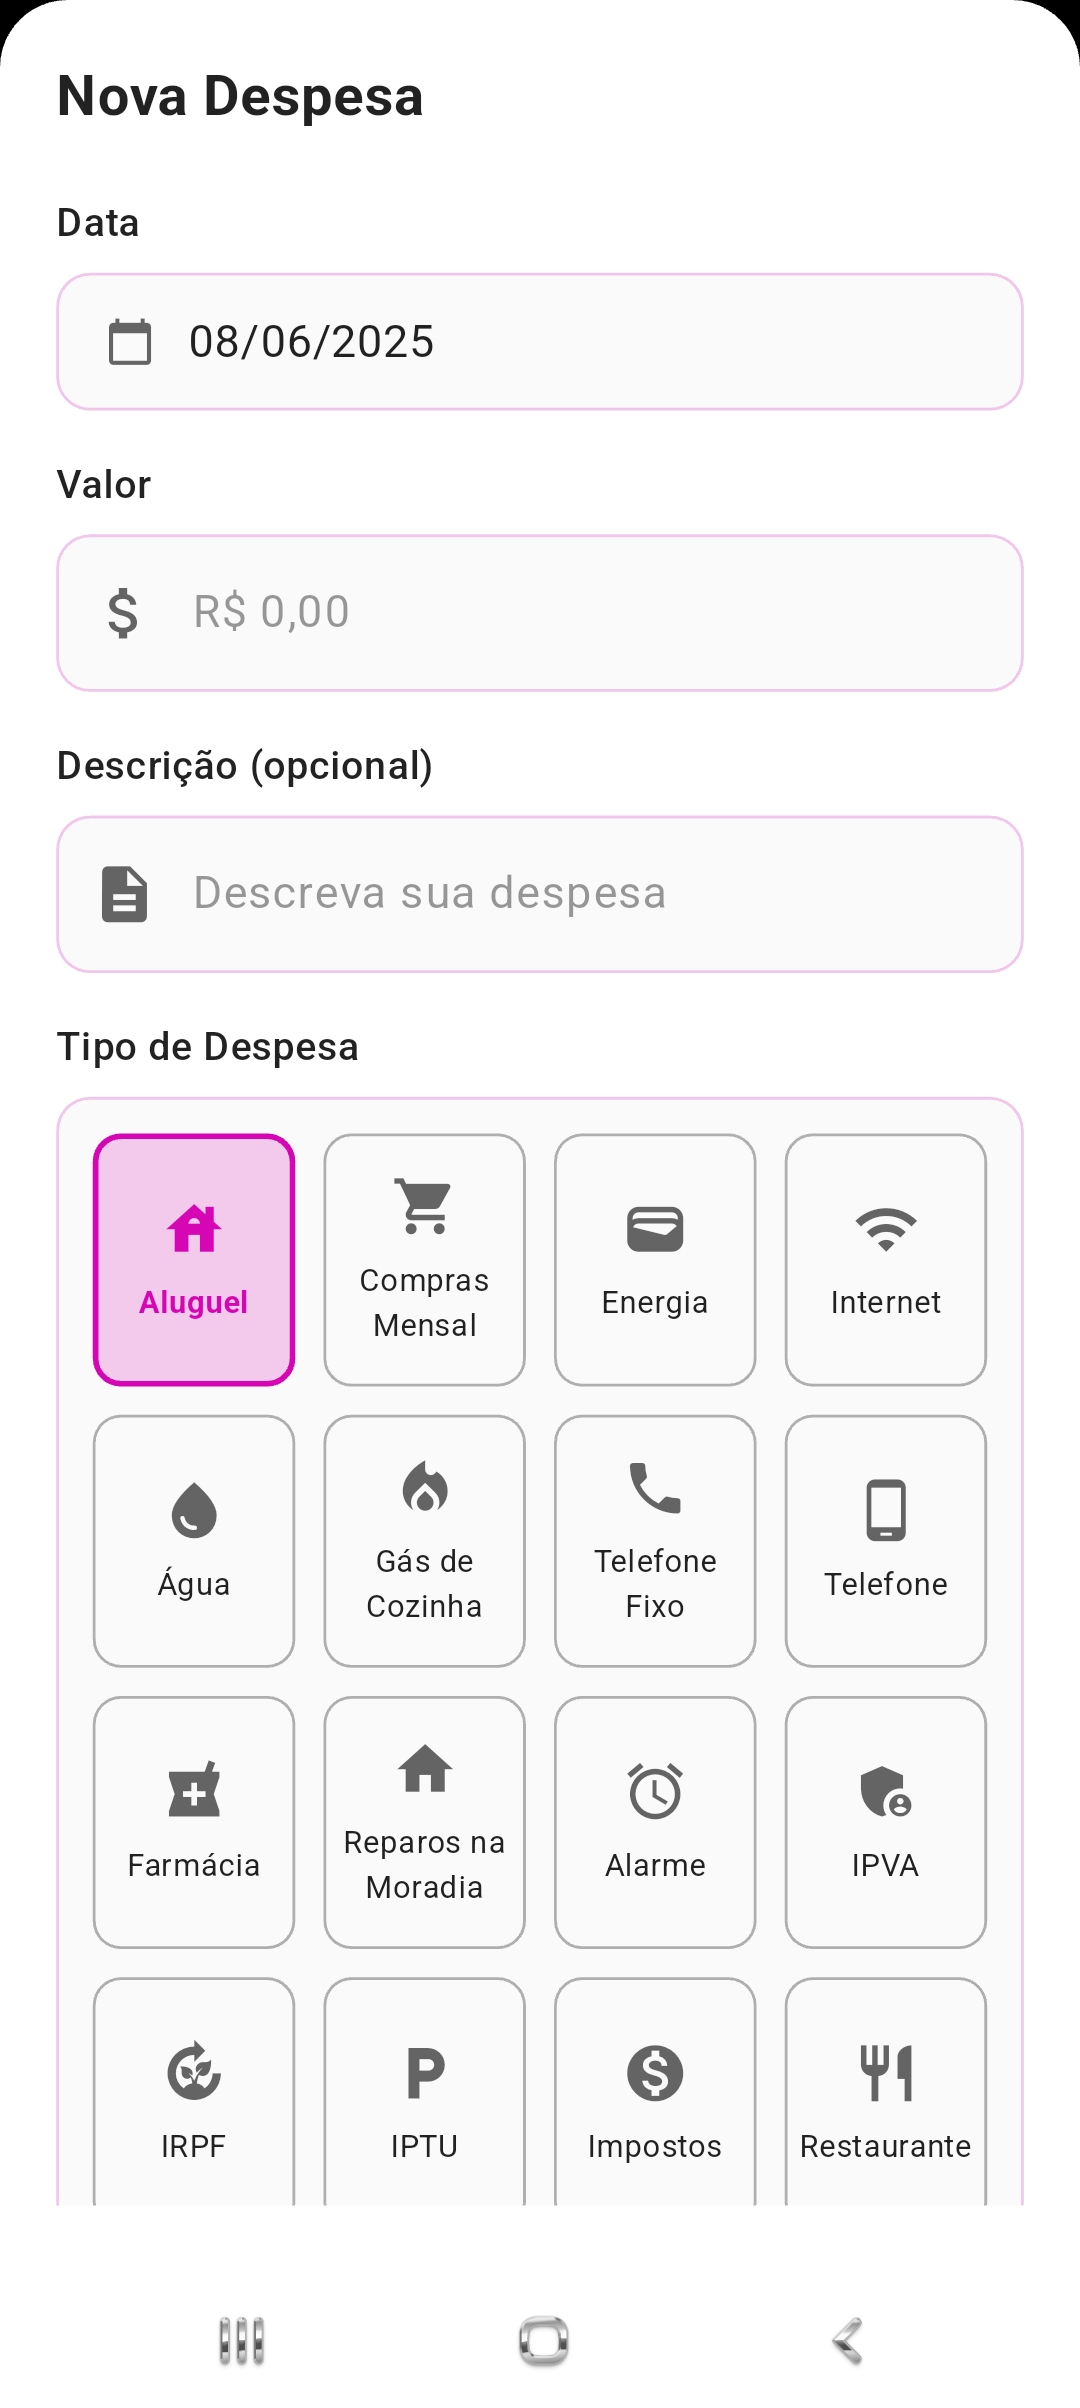 Nova Despesa
Data
08/06/2025
Valor
$ R$ 0,00
Descrição (opcional)
Descreva sua despesa
Tipo de Despesa
Aluguel
Compras
Mensal
Energia
Internet
Água
Gás de
Cozinha
Telefone
Fixo
Telefone
Farmácia
Reparos na
Moradia
Alarme
IPVA
IRPF
P
IPTU
$
Impostos
Restaurante